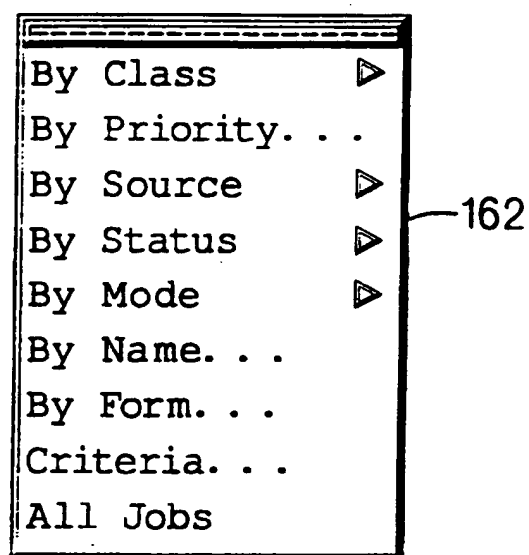 By Class
By Priority. . .
By Source
162
By Status
By Mode
By Name. . .
By Form. . .
Criteria. . .
All Jobs